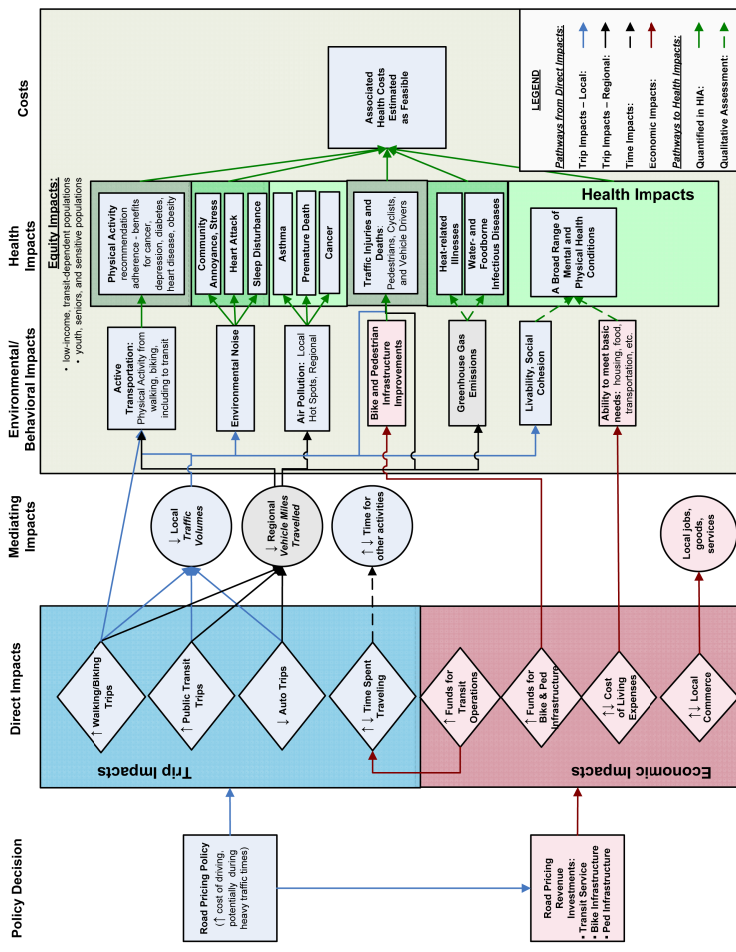 Policy Decision
Direct Impacts
Mediating
Impacts
Environmental/
Behavioral Impacts
Health
Impacts
Costs
Road Pricing Policy
(↑ cost of driving,
potentially during
heavy traffic times)
Road Pricing
Revenue
Investments:
▪ Transit Service
▪ Bike Infrastructure
▪ Ped Infrastructure
Trip Impacts
↑ Walking/Biking
Trips
↑ Public Transit
Trips
↓ Auto Trips
↑↓ Time Spent
Traveling
Economic Impacts
↑ Funds for
Transit
Operations
↑ Funds for
Bike & Ped
Infrastructure
↑↓ Cost
of Living
Expenses
↑↓ Local
Commerce
↓ Local
Traffic
Volumes
↓ Regional
Vehicle Miles
Travelled
↑↓ Time for
other activities
Local jobs,
goods,
services
Active
Transportation:
Physical Activity from
walking, biking,
including to transit
Environmental Noise
Air Pollution: Local
Hot Spots, Regional
Bike and Pedestrian
Infrastructure
Improvements
Greenhouse Gas
Emissions
Livability, Social
Cohesion
Ability to meet basic
needs: housing, food,
transportation, etc.
Equity Impacts:
• low-income, transit-dependent populations
• youth, seniors, and sensitive populations
Physical Activity
recommendation
adherence - benefits
for cancer,
depression, diabetes,
heart disease, obesity
Community
Annoyance, Stress
Heart Attack
Sleep Disturbance
Asthma
Premature Death
Cancer
Traffic Injuries and
Deaths:
Pedestrians, Cyclists,
and Vehicle Drivers
Heat-related
Illnesses
Water- and
Foodborne
Infectious Diseases
A Broad Range of
Mental and
Physical Health
Conditions
Health Impacts
Associated
Health Costs
Estimated
as Feasible
LEGEND
Pathways from Direct Impacts:
Trip Impacts – Local:
Trip Impacts – Regional:
Time Impacts:
Economic Impacts:
Pathways to Health Impacts:
Quantified in HIA:
Qualitative Assessment: